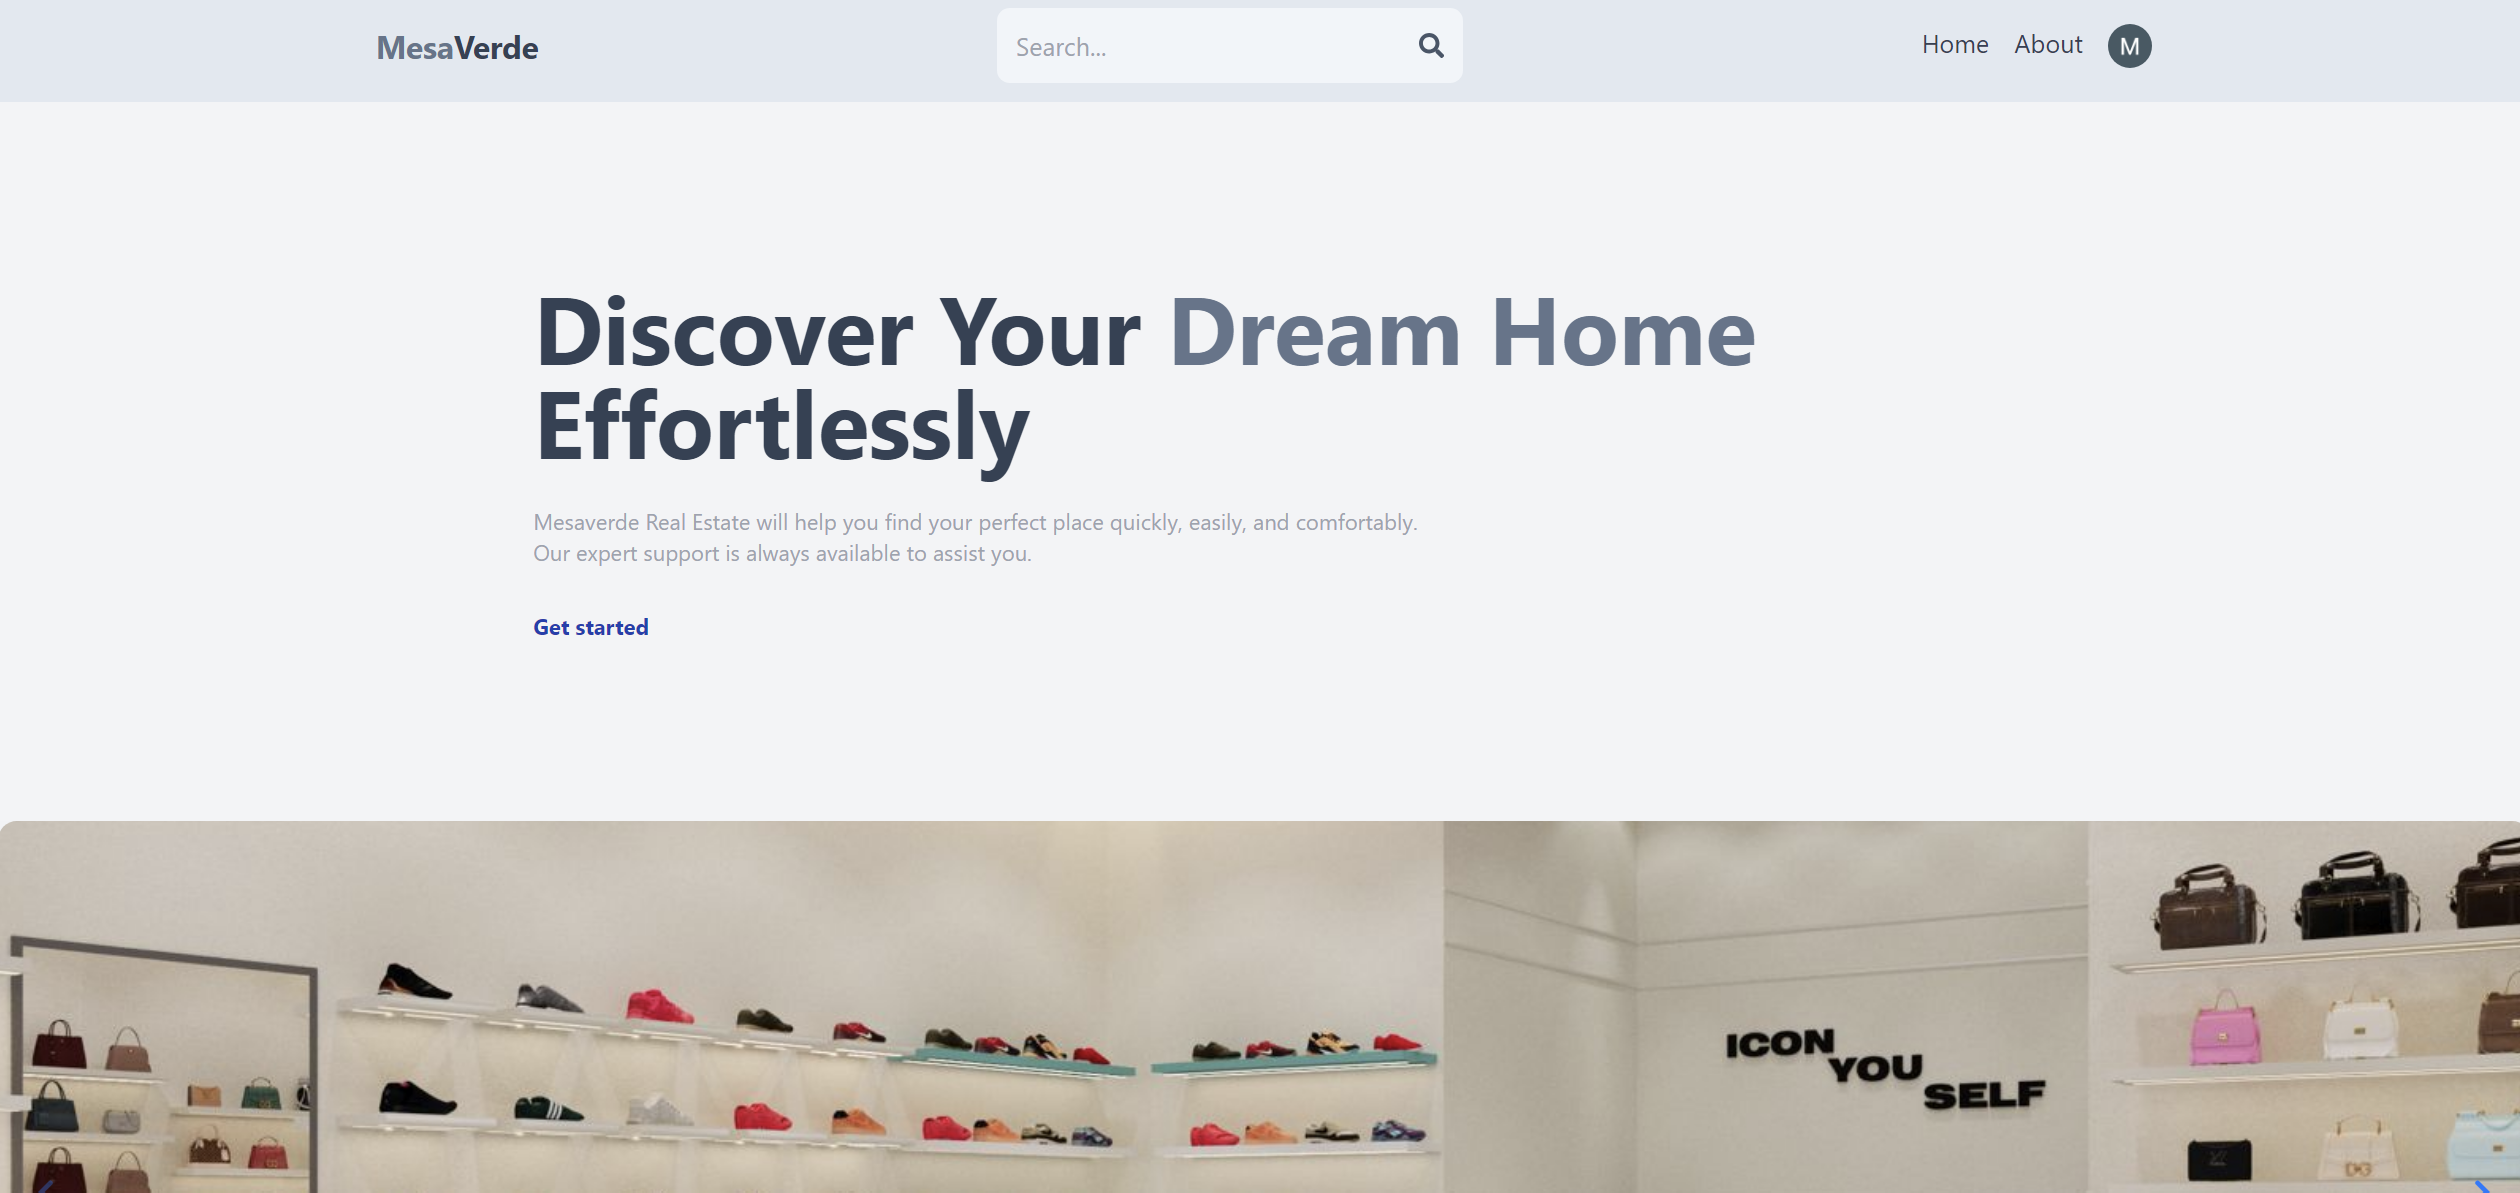 MesaVerde
Search...
Home
About
M
Discover Your Dream Home
Effortlessly
Mesaverde Real Estate will help you find your perfect place quickly, easily, and comfortably.
Our expert support is always available to assist you.
Get started
ICON
YOU
SELF